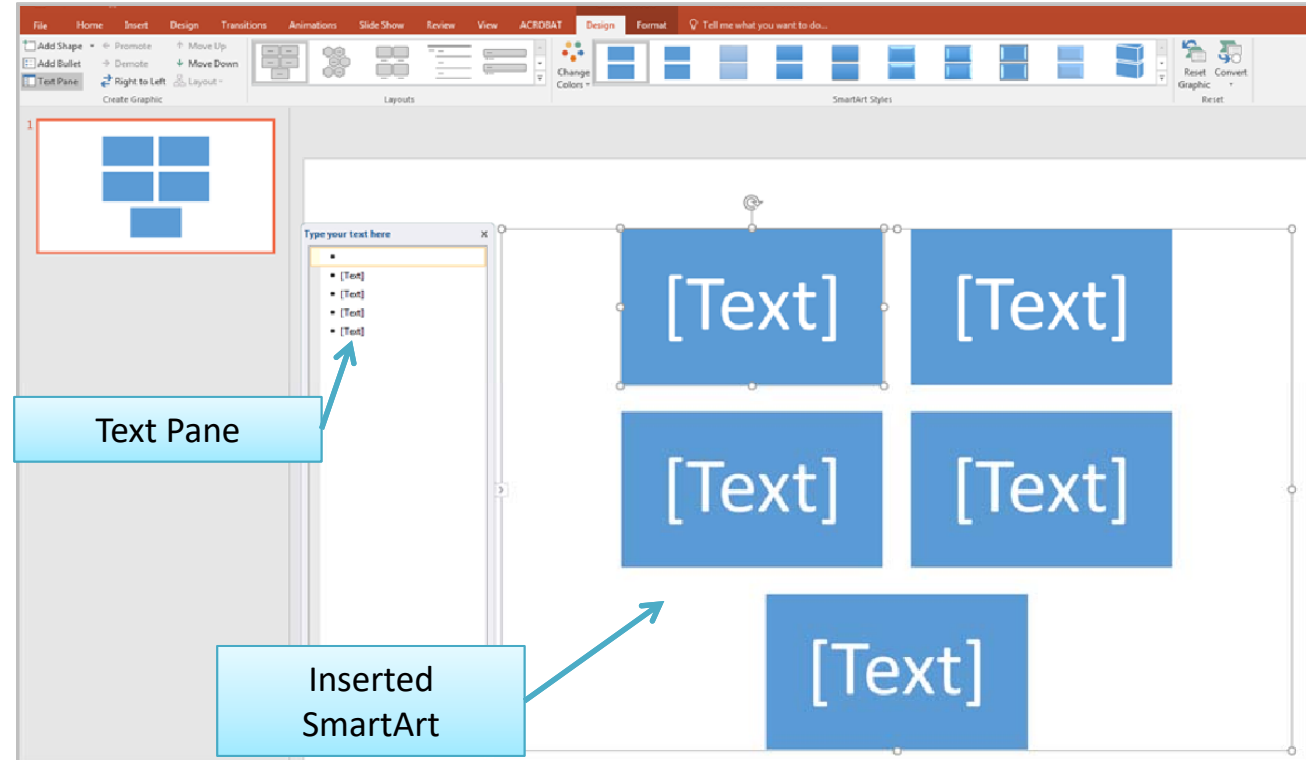 File Home Insert Design Transitions Animations Slide Show Review View ACROBAT Design Format Tell me what you want to do...
Add Shape Promote Move Up
Add Bullet Demote Move Down
Text Pane Right to Left Layout
Create Graphic
Layouts
Change
Colors
SmartArt Styles
Reset
Graphic
Convert
Reset
1
Type your text here
[Text]
[Text]
[Text]
[Text]
[Text] [Text]
[Text] [Text]
[Text]
Text Pane
Inserted
SmartArt